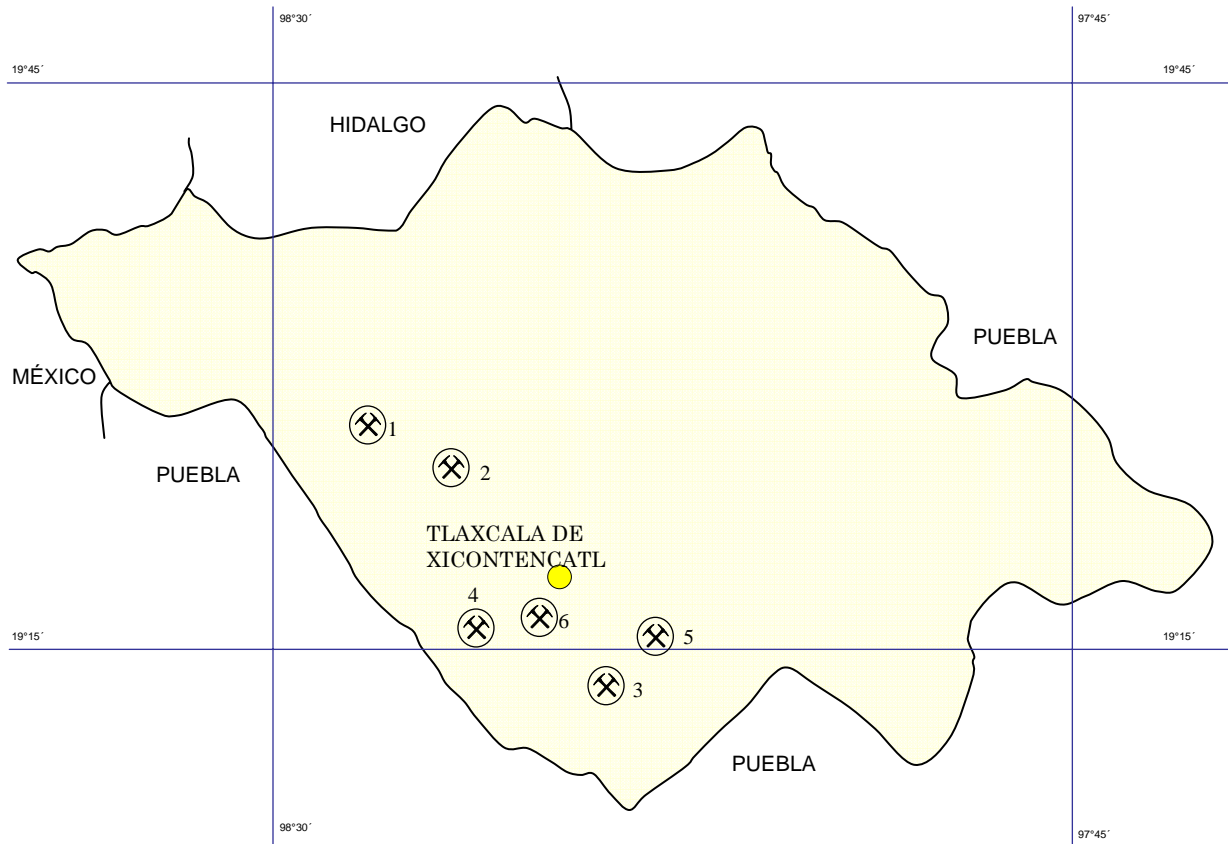 98°30´
97°45´
19°45´
19°45´
HIDALGO
PUEBLA
MÉXICO
1
PUEBLA
2
TLAXCALA DE
XICONTENCATL
4
6
5
19°15´
19°15´
3
PUEBLA
98°30´
97°45´